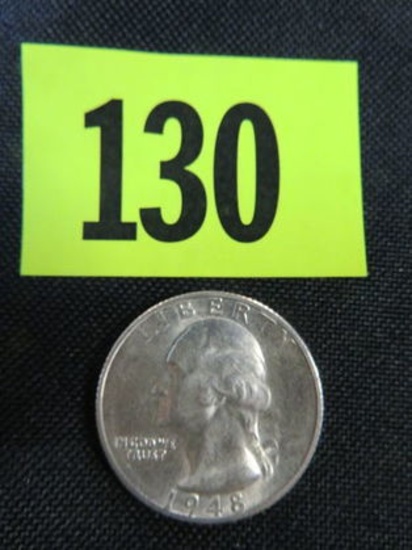 130
LIBERTY
IN GOD WE
TRUST
1948